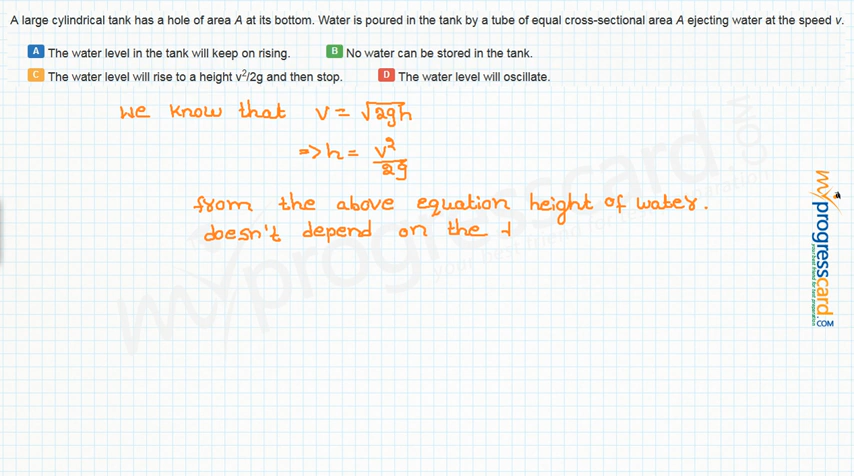 A large cylindrical tank has a hole of area A at its bottom. Water is poured in the tank by a tube of equal cross-sectional area A ejecting water at the speed v.
A The water level in the tank will keep on rising. B No water can be stored in the tank.
C The water level will rise to a height v²/2g and then stop. D The water level will oscillate.
We know that v = √2gh
=> h = v²/2g
from the above equation height of water.
doesn't depend on the
myprogresscard
.COM